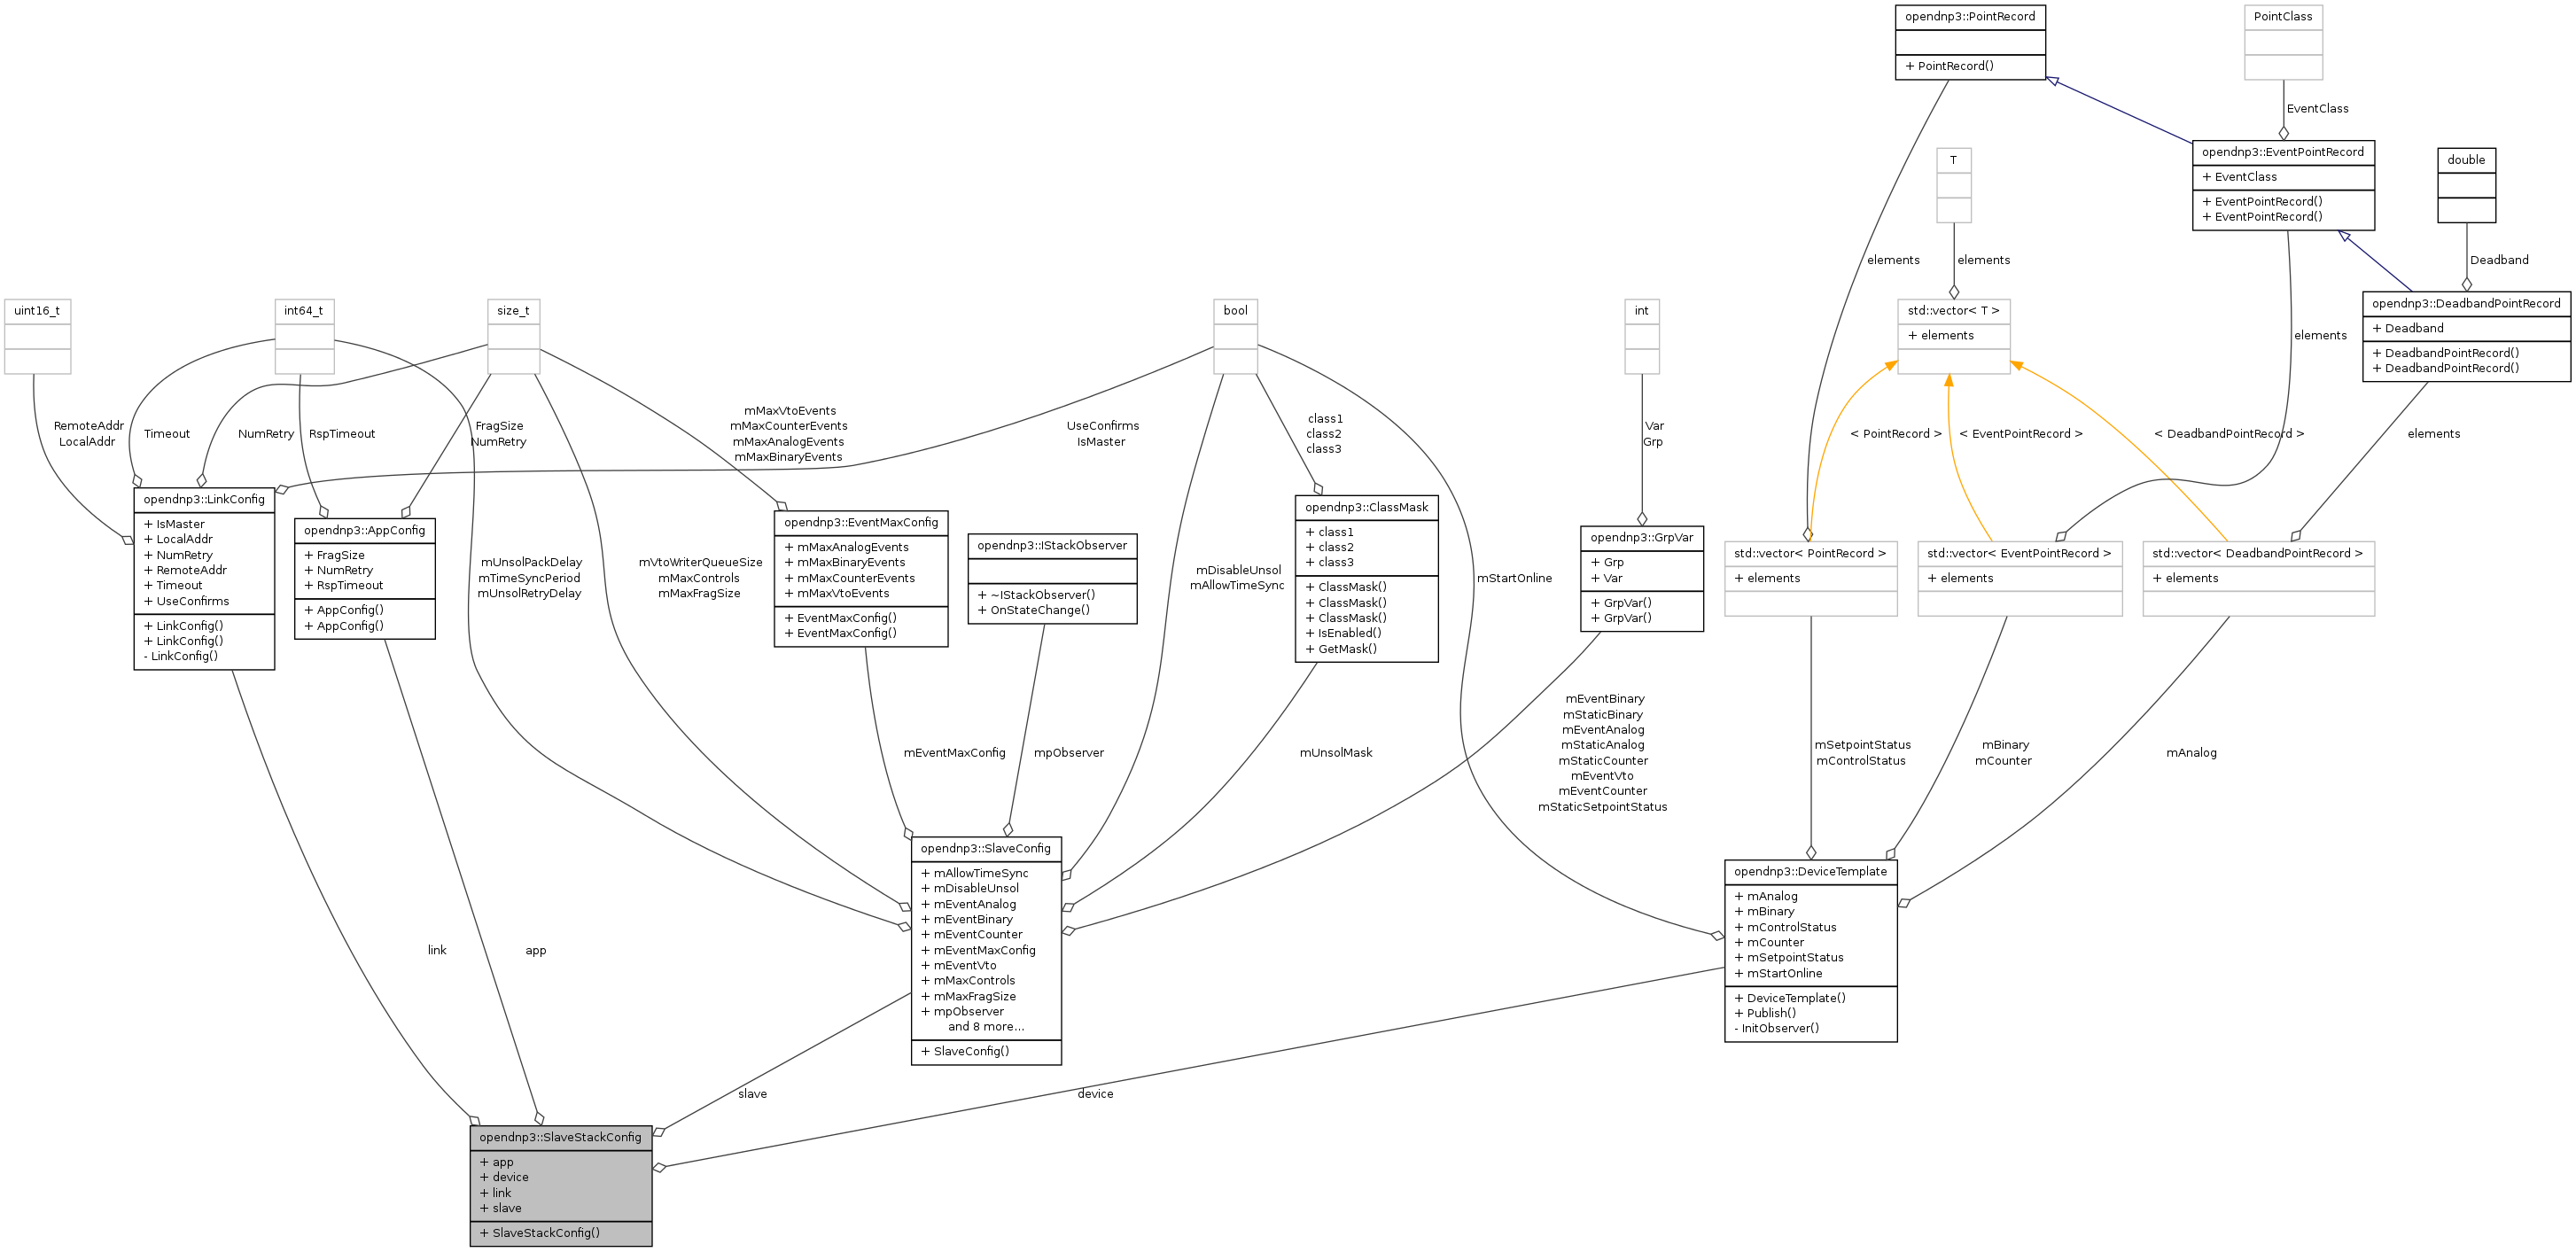 opendnp3::PointRecord
+ PointRecord()
PointClass
EventClass
opendnp3::EventPointRecord
+ EventClass
+ EventPointRecord()
+ EventPointRecord()
T
double
elements
elements
Deadband
elements
uint16_t
int64_t
size_t
bool
int
std::vector< T >
+ elements
opendnp3::DeadbandPointRecord
+ Deadband
+ DeadbandPointRecord()
+ DeadbandPointRecord()
RemoteAddr
LocalAddr
Timeout
NumRetry
RspTimeout
FragSize
NumRetry
mMaxVtoEvents
mMaxCounterEvents
mMaxAnalogEvents
mMaxBinaryEvents
UseConfirms
IsMaster
class1
class2
class3
Var
Grp
< PointRecord >
< EventPointRecord >
< DeadbandPointRecord >
elements
opendnp3::LinkConfig
+ IsMaster
+ LocalAddr
+ NumRetry
+ RemoteAddr
+ Timeout
+ UseConfirms
+ LinkConfig()
+ LinkConfig()
- LinkConfig()
opendnp3::AppConfig
+ FragSize
+ NumRetry
+ RspTimeout
+ AppConfig()
+ AppConfig()
mUnsolPackDelay
mTimeSyncPeriod
mUnsolRetryDelay
mVtoWriterQueueSize
mMaxControls
mMaxFragSize
opendnp3::EventMaxConfig
+ mMaxAnalogEvents
+ mMaxBinaryEvents
+ mMaxCounterEvents
+ mMaxVtoEvents
+ EventMaxConfig()
+ EventMaxConfig()
opendnp3::IStackObserver
+ ~IStackObserver()
+ OnStateChange()
mDisableUnsol
mAllowTimeSync
opendnp3::ClassMask
+ class1
+ class2
+ class3
+ ClassMask()
+ ClassMask()
+ ClassMask()
+ IsEnabled()
+ GetMask()
mStartOnline
opendnp3::GrpVar
+ Grp
+ Var
+ GrpVar()
+ GrpVar()
std::vector< PointRecord >
+ elements
std::vector< EventPointRecord >
+ elements
std::vector< DeadbandPointRecord >
+ elements
mEventMaxConfig
mpObserver
mUnsolMask
mEventBinary
mStaticBinary
mEventAnalog
mStaticAnalog
mStaticCounter
mEventVto
mEventCounter
mStaticSetpointStatus
mSetpointStatus
mControlStatus
mBinary
mCounter
mAnalog
link
app
opendnp3::SlaveConfig
+ mAllowTimeSync
+ mDisableUnsol
+ mEventAnalog
+ mEventBinary
+ mEventCounter
+ mEventMaxConfig
+ mEventVto
+ mMaxControls
+ mMaxFragSize
+ mpObserver
and 8 more...
+ SlaveConfig()
opendnp3::DeviceTemplate
+ mAnalog
+ mBinary
+ mControlStatus
+ mCounter
+ mSetpointStatus
+ mStartOnline
+ DeviceTemplate()
+ Publish()
- InitObserver()
slave
device
opendnp3::SlaveStackConfig
+ app
+ device
+ link
+ slave
+ SlaveStackConfig()